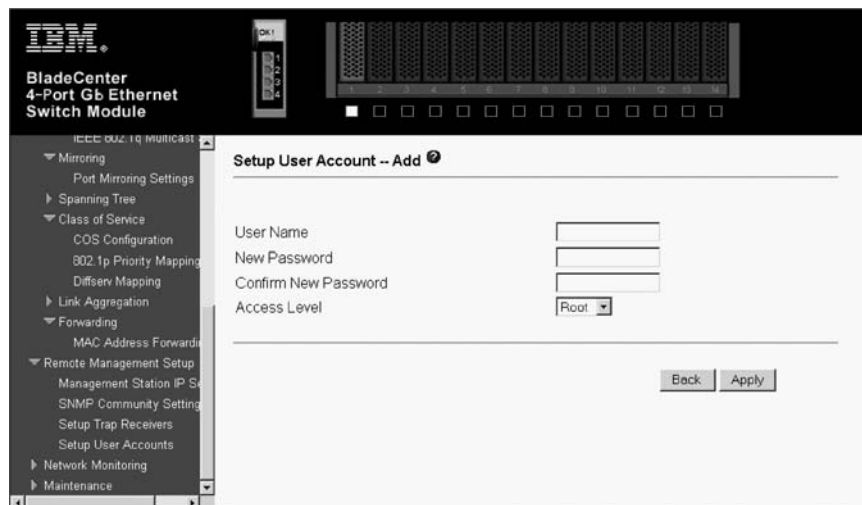 IBM
BladeCenter
4-Port Gb Ethernet
Switch Module
OK !
1
2
3
4
1 2 3 4 5 6 7 8 9 10 11 12 13 14
IEEE 802.1q Multicast
Mirroring
Port Mirroring Settings
Spanning Tree
Class of Service
COS Configuration
802.1p Priority Mapping
Diffserv Mapping
Link Aggregation
Forwarding
MAC Address Forwardi
Remote Management Setup
Management Station IP Se
SNMP Community Setting
Setup Trap Receivers
Setup User Accounts
Network Monitoring
Maintenance
Setup User Account -- Add ?
User Name
New Password
Confirm New Password
Access Level Root
Back Apply